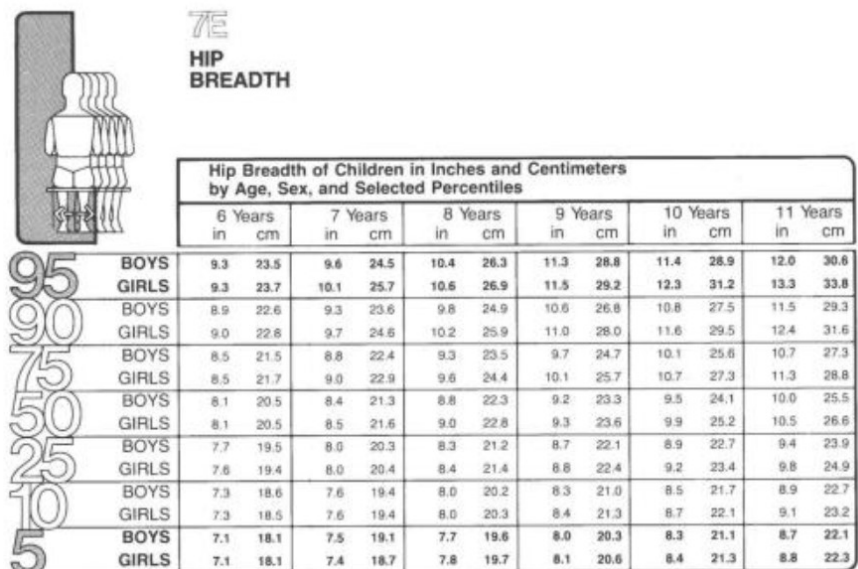 7E
HIP
BREADTH
Hip Breadth of Children in Inches and Centimeters
by Age, Sex, and Selected Percentiles
6 Years 7 Years 8 Years 9 Years 10 Years 11 Years
in cm in cm in cm in cm in cm in cm
95 BOYS 9.3 23.5 9.6 24.5 10.4 26.3 11.3 28.8 11.4 28.9 12.0 30.6
GIRLS 9.3 23.7 10.1 25.7 10.6 26.9 11.5 29.2 12.3 31.2 13.3 33.8
90 BOYS 8.9 22.6 9.3 23.6 9.8 24.9 10.6 26.8 10.8 27.5 11.5 29.3
GIRLS 9.0 22.8 9.7 24.6 10.2 25.9 11.0 28.0 11.6 29.5 12.4 31.6
75 BOYS 8.5 21.5 8.8 22.4 9.3 23.5 9.7 24.7 10.1 25.6 10.7 27.3
GIRLS 8.5 21.7 9.0 22.9 9.6 24.4 10.1 25.7 10.7 27.3 11.3 28.8
50 BOYS 8.1 20.5 8.4 21.3 8.8 22.3 9.2 23.3 9.5 24.1 10.0 25.5
GIRLS 8.1 20.5 8.5 21.6 9.0 22.8 9.3 23.6 9.9 25.2 10.5 26.6
25 BOYS 7.7 19.5 8.0 20.3 8.3 21.2 8.7 22.1 8.9 22.7 9.4 23.9
GIRLS 7.6 19.4 8.0 20.4 8.4 21.4 8.8 22.4 9.2 23.4 9.8 24.9
10 BOYS 7.3 18.6 7.6 19.4 8.0 20.2 8.3 21.0 8.5 21.7 8.9 22.7
GIRLS 7.3 18.5 7.6 19.4 8.0 20.3 8.4 21.3 8.7 22.1 9.1 23.2
5 BOYS 7.1 18.1 7.5 19.1 7.7 19.6 8.0 20.3 8.3 21.1 8.7 22.1
GIRLS 7.1 18.1 7.4 18.7 7.8 19.7 8.1 20.6 8.4 21.3 8.8 22.3